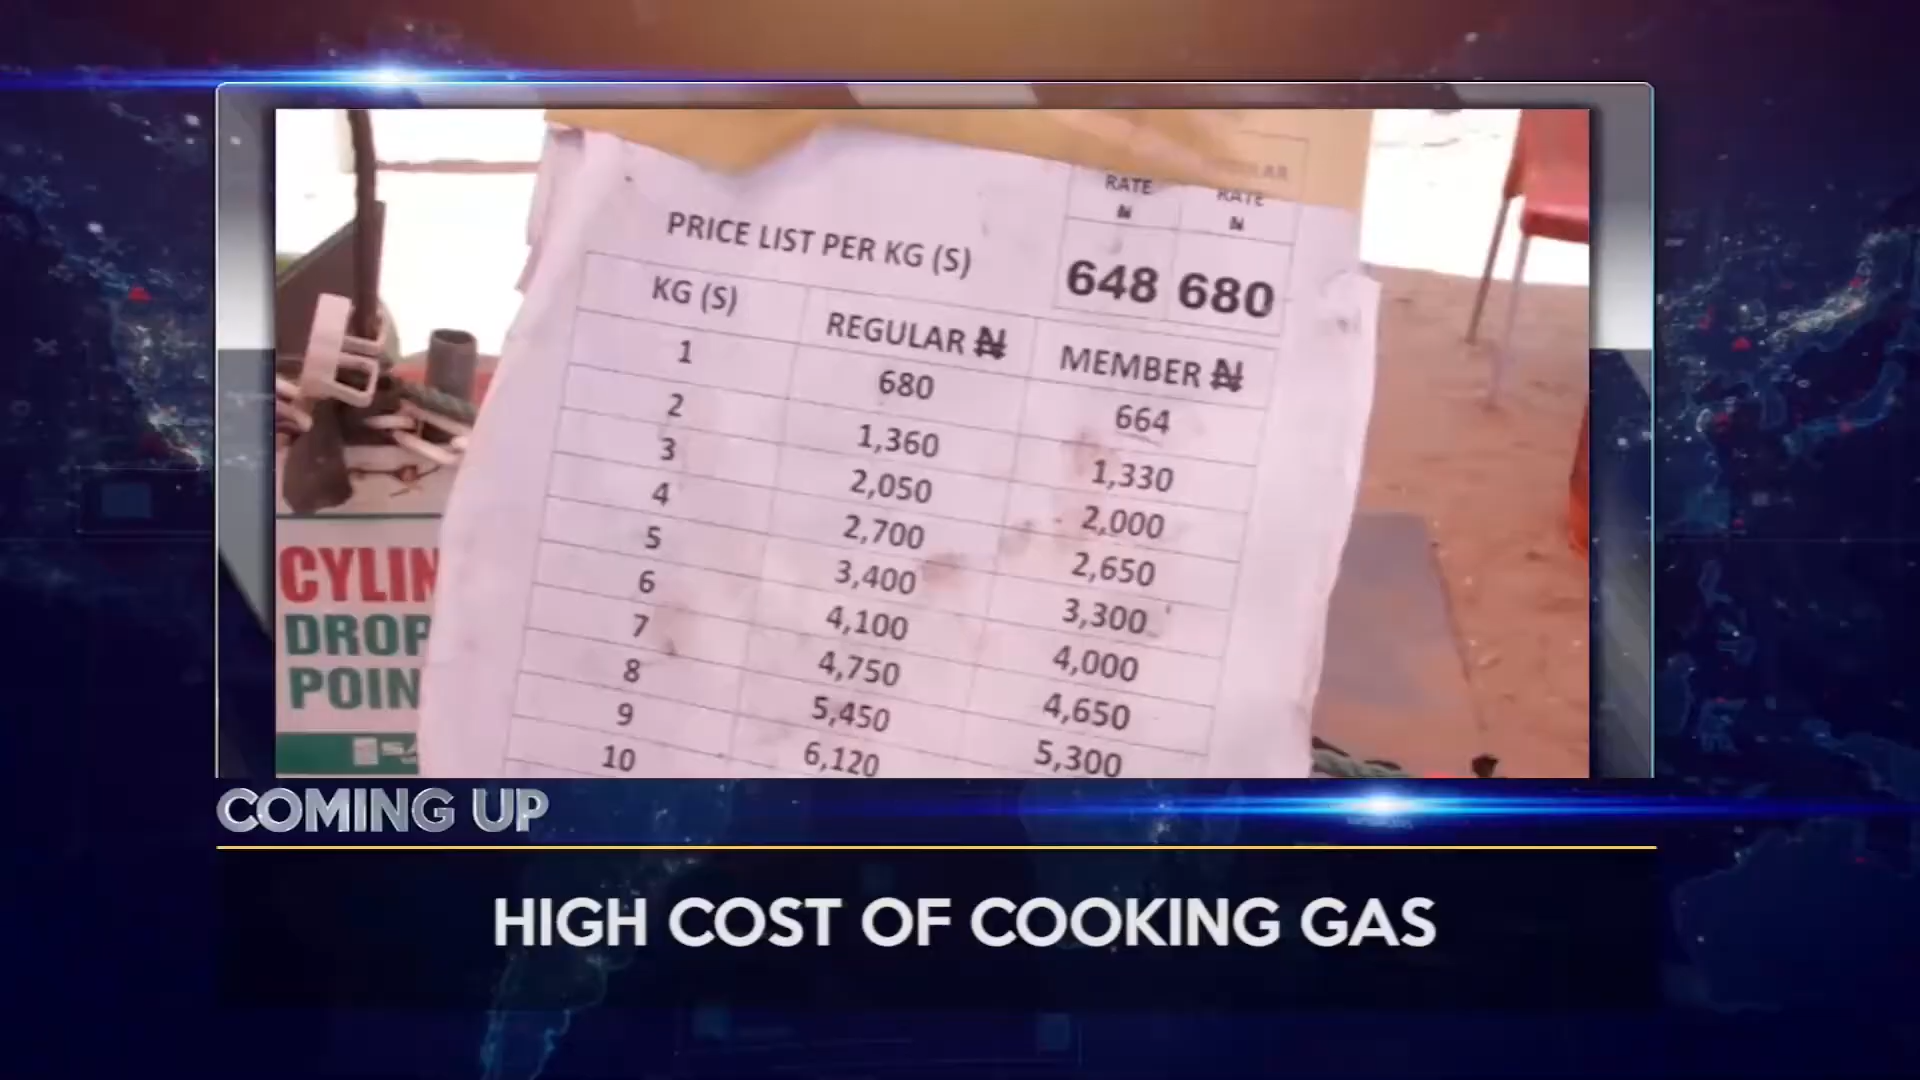 RATE RATE
₦ ₦
648 680
PRICE LIST PER KG (S)
KG (S) REGULAR ₦ MEMBER ₦
1 680 664
2 1,360 1,330
3 2,050 2,000
4 2,700 2,650
5 3,400 3,300
6 4,100 4,000
7 4,750 4,650
8 5,450 5,300
9 6,120
10
CYLIN
DROP
POIN
COMING UP
HIGH COST OF COOKING GAS